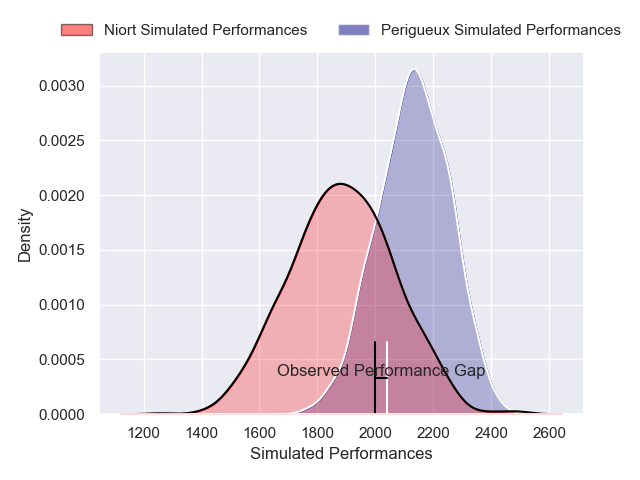 Niort Simulated Performances
Perigueux Simulated Performances
0.0030
0.0025
0.0020
0.0015
0.0010
0.0005
0.0000
Density
Observed Performance Gap
1200 1400 1600 1800 2000 2200 2400 2600
Simulated Performances